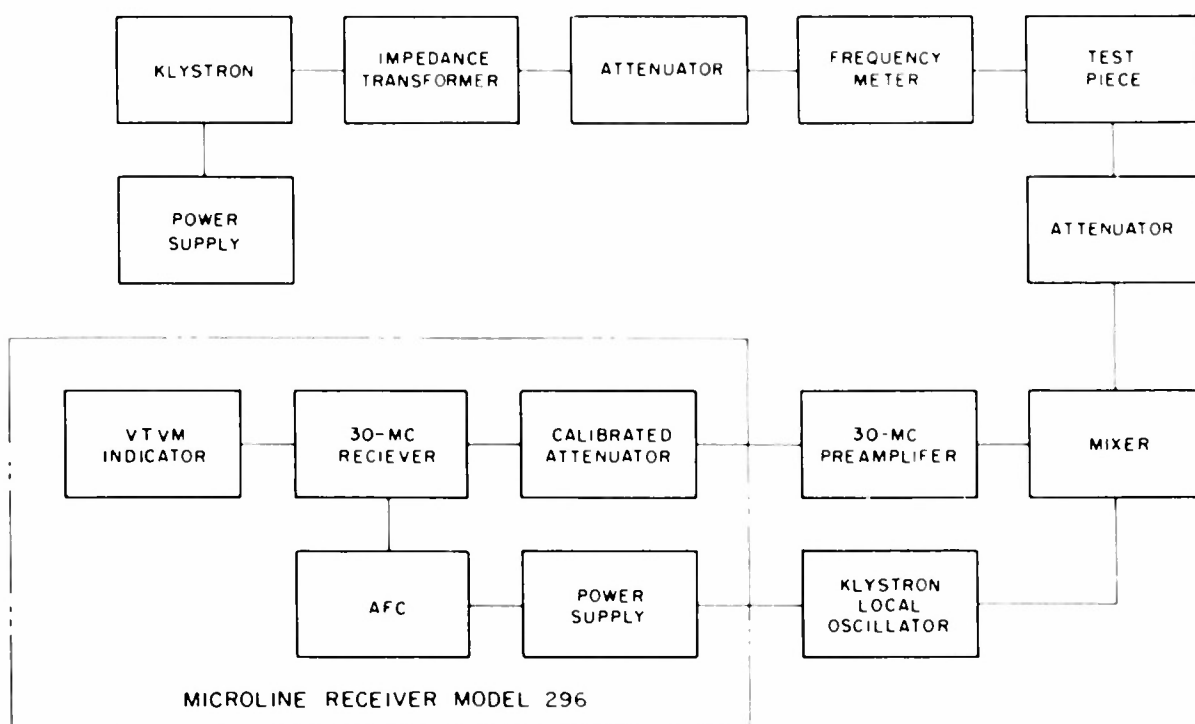 KLYSTRON
IMPEDANCE
TRANSFORMER
ATTENUATOR
FREQUENCY
METER
TEST
PIECE
POWER
SUPPLY
ATTENUATOR
VTVM
INDICATOR
30-MC
RECIEVER
CALIBRATED
ATTENUATOR
30-MC
PREAMPLIFER
MIXER
AFC
POWER
SUPPLY
KLYSTRON
LOCAL
OSCILLATOR
MICROLINE RECEIVER MODEL 296